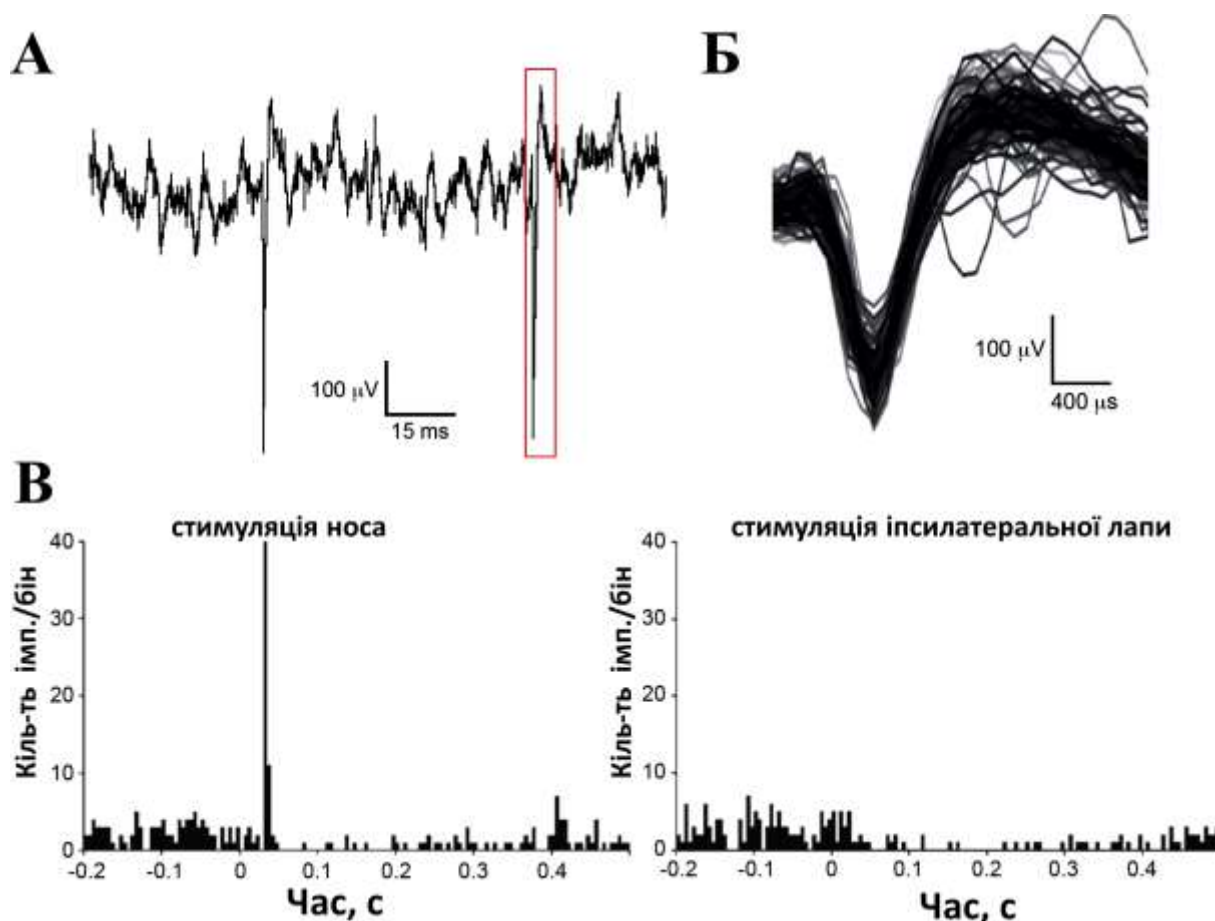 А
Б
100 μV
15 ms
100 μV
400 μs
В
стимуляція носа
40
30
20
10
0
Кіль-ть імп./бін
-0.2
-0.1
0
0.1
0.2
0.3
0.4
Час, с
стимуляція іпсилатеральної лапи
40
30
20
10
0
Кіль-ть імп./бін
-0.2
-0.1
0
0.1
0.2
0.3
0.4
Час, с